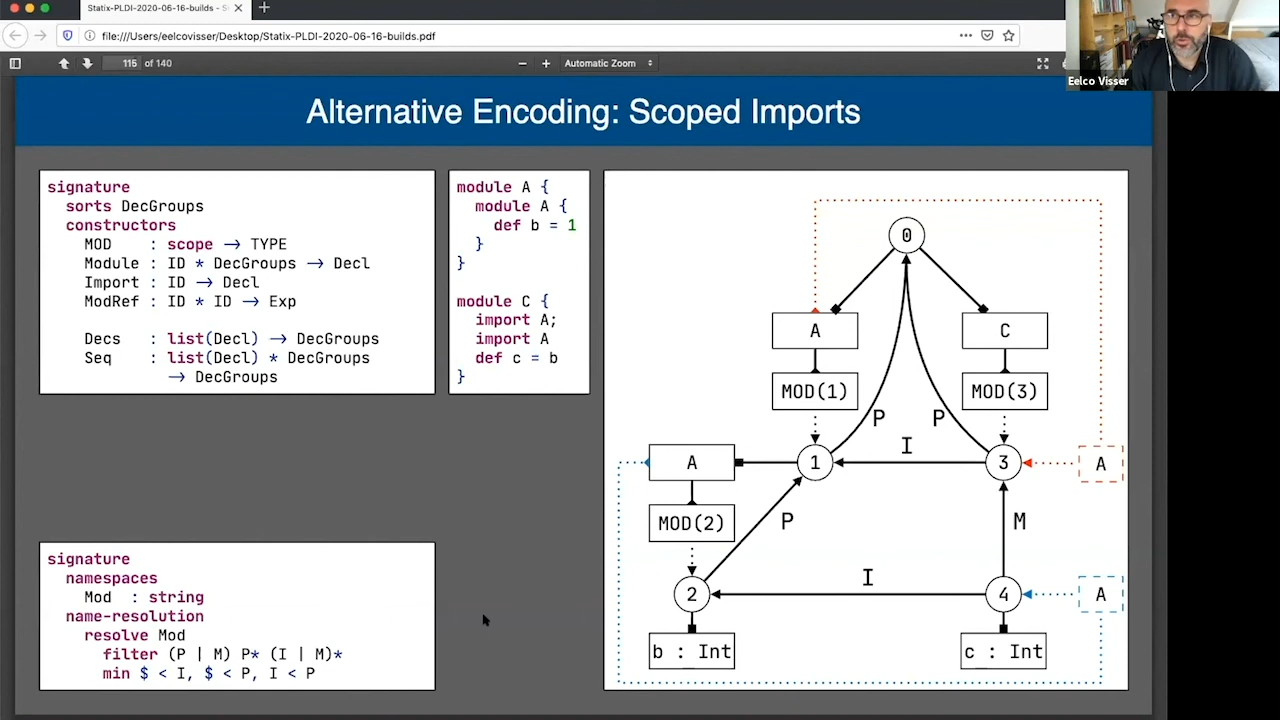 Statix-PLDI-2020-06-16-builds - S
file:///Users/eelcovisser/Desktop/Statix-PLDI-2020-06-16-builds.pdf
115 of 140
Automatic Zoom
Eelco Visser
Alternative Encoding: Scoped Imports
signature
sorts DecGroups
constructors
MOD : scope → TYPE
Module : ID * DecGroups → Decl
Import : ID → Decl
ModRef : ID * ID → Exp
Decs : list(Decl) → DecGroups
Seq : list(Decl) * DecGroups
→ DecGroups
module A {
module A {
def b = 1
}
}
module C {
import A;
import A
def c = b
}
0
A
C
MOD(1)
MOD(3)
P
P
I
A
1
3
A
MOD(2)
P
M
I
2
4
A
b : Int
c : Int
signature
namespaces
Mod : string
name-resolution
resolve Mod
filter (P | M) P* (I | M)*
min $ < I, $ < P, I < P